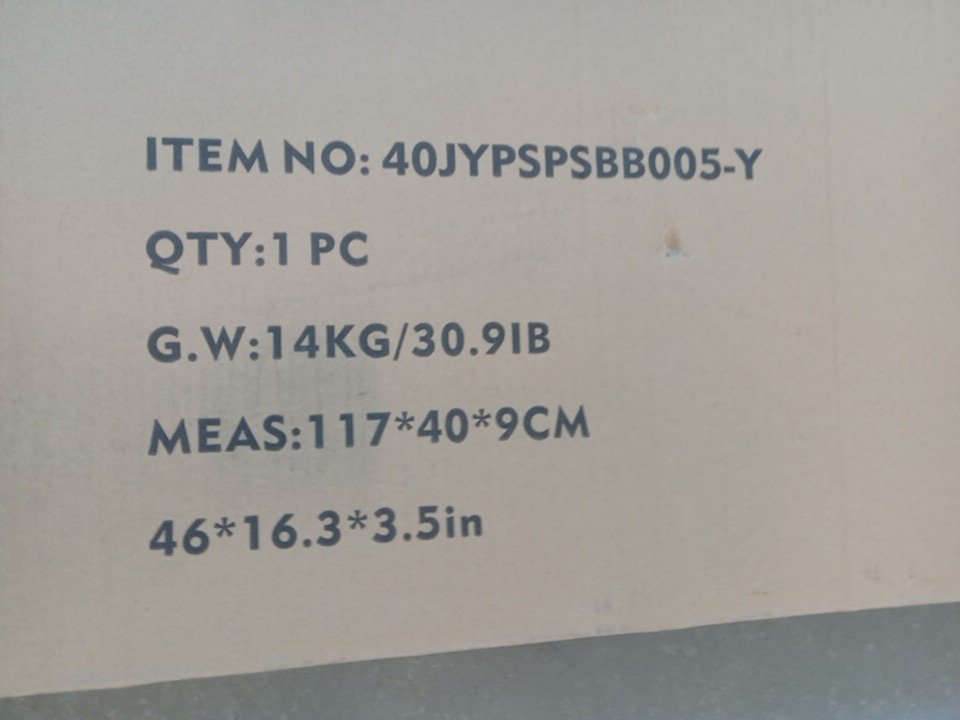 ITEM NO: 40JYPSPSBB005-Y
QTY:1 PC
G.W:14KG/30.9IB
MEAS:117*40*9CM
46*16.3*3.5in